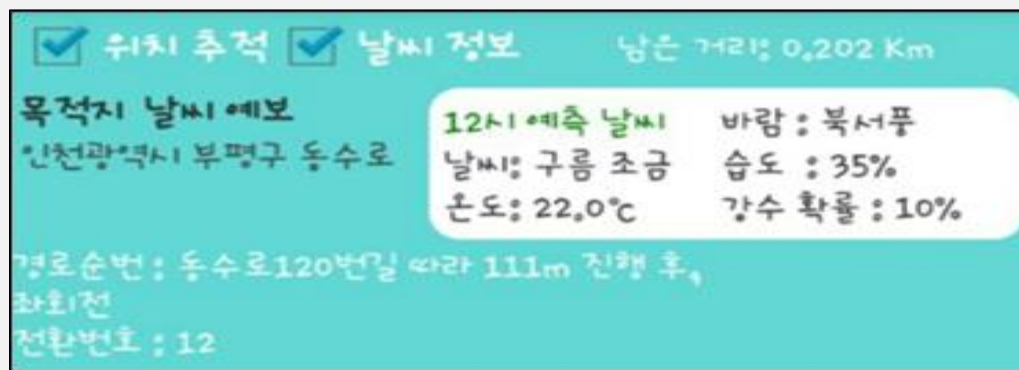 위치 추적 날씨 정보 남은 거리: 0.202 Km
목적지 날씨 예보
인천광역시 부평구 동수로
12시 예측 날씨 바람 : 북서풍
날씨: 구름 조금 습도 : 35%
온도: 22.0℃ 강수 확률 : 10%
경로순번 : 동수로120번길 따라 111m 진행 후,
좌회전
전환번호 : 12